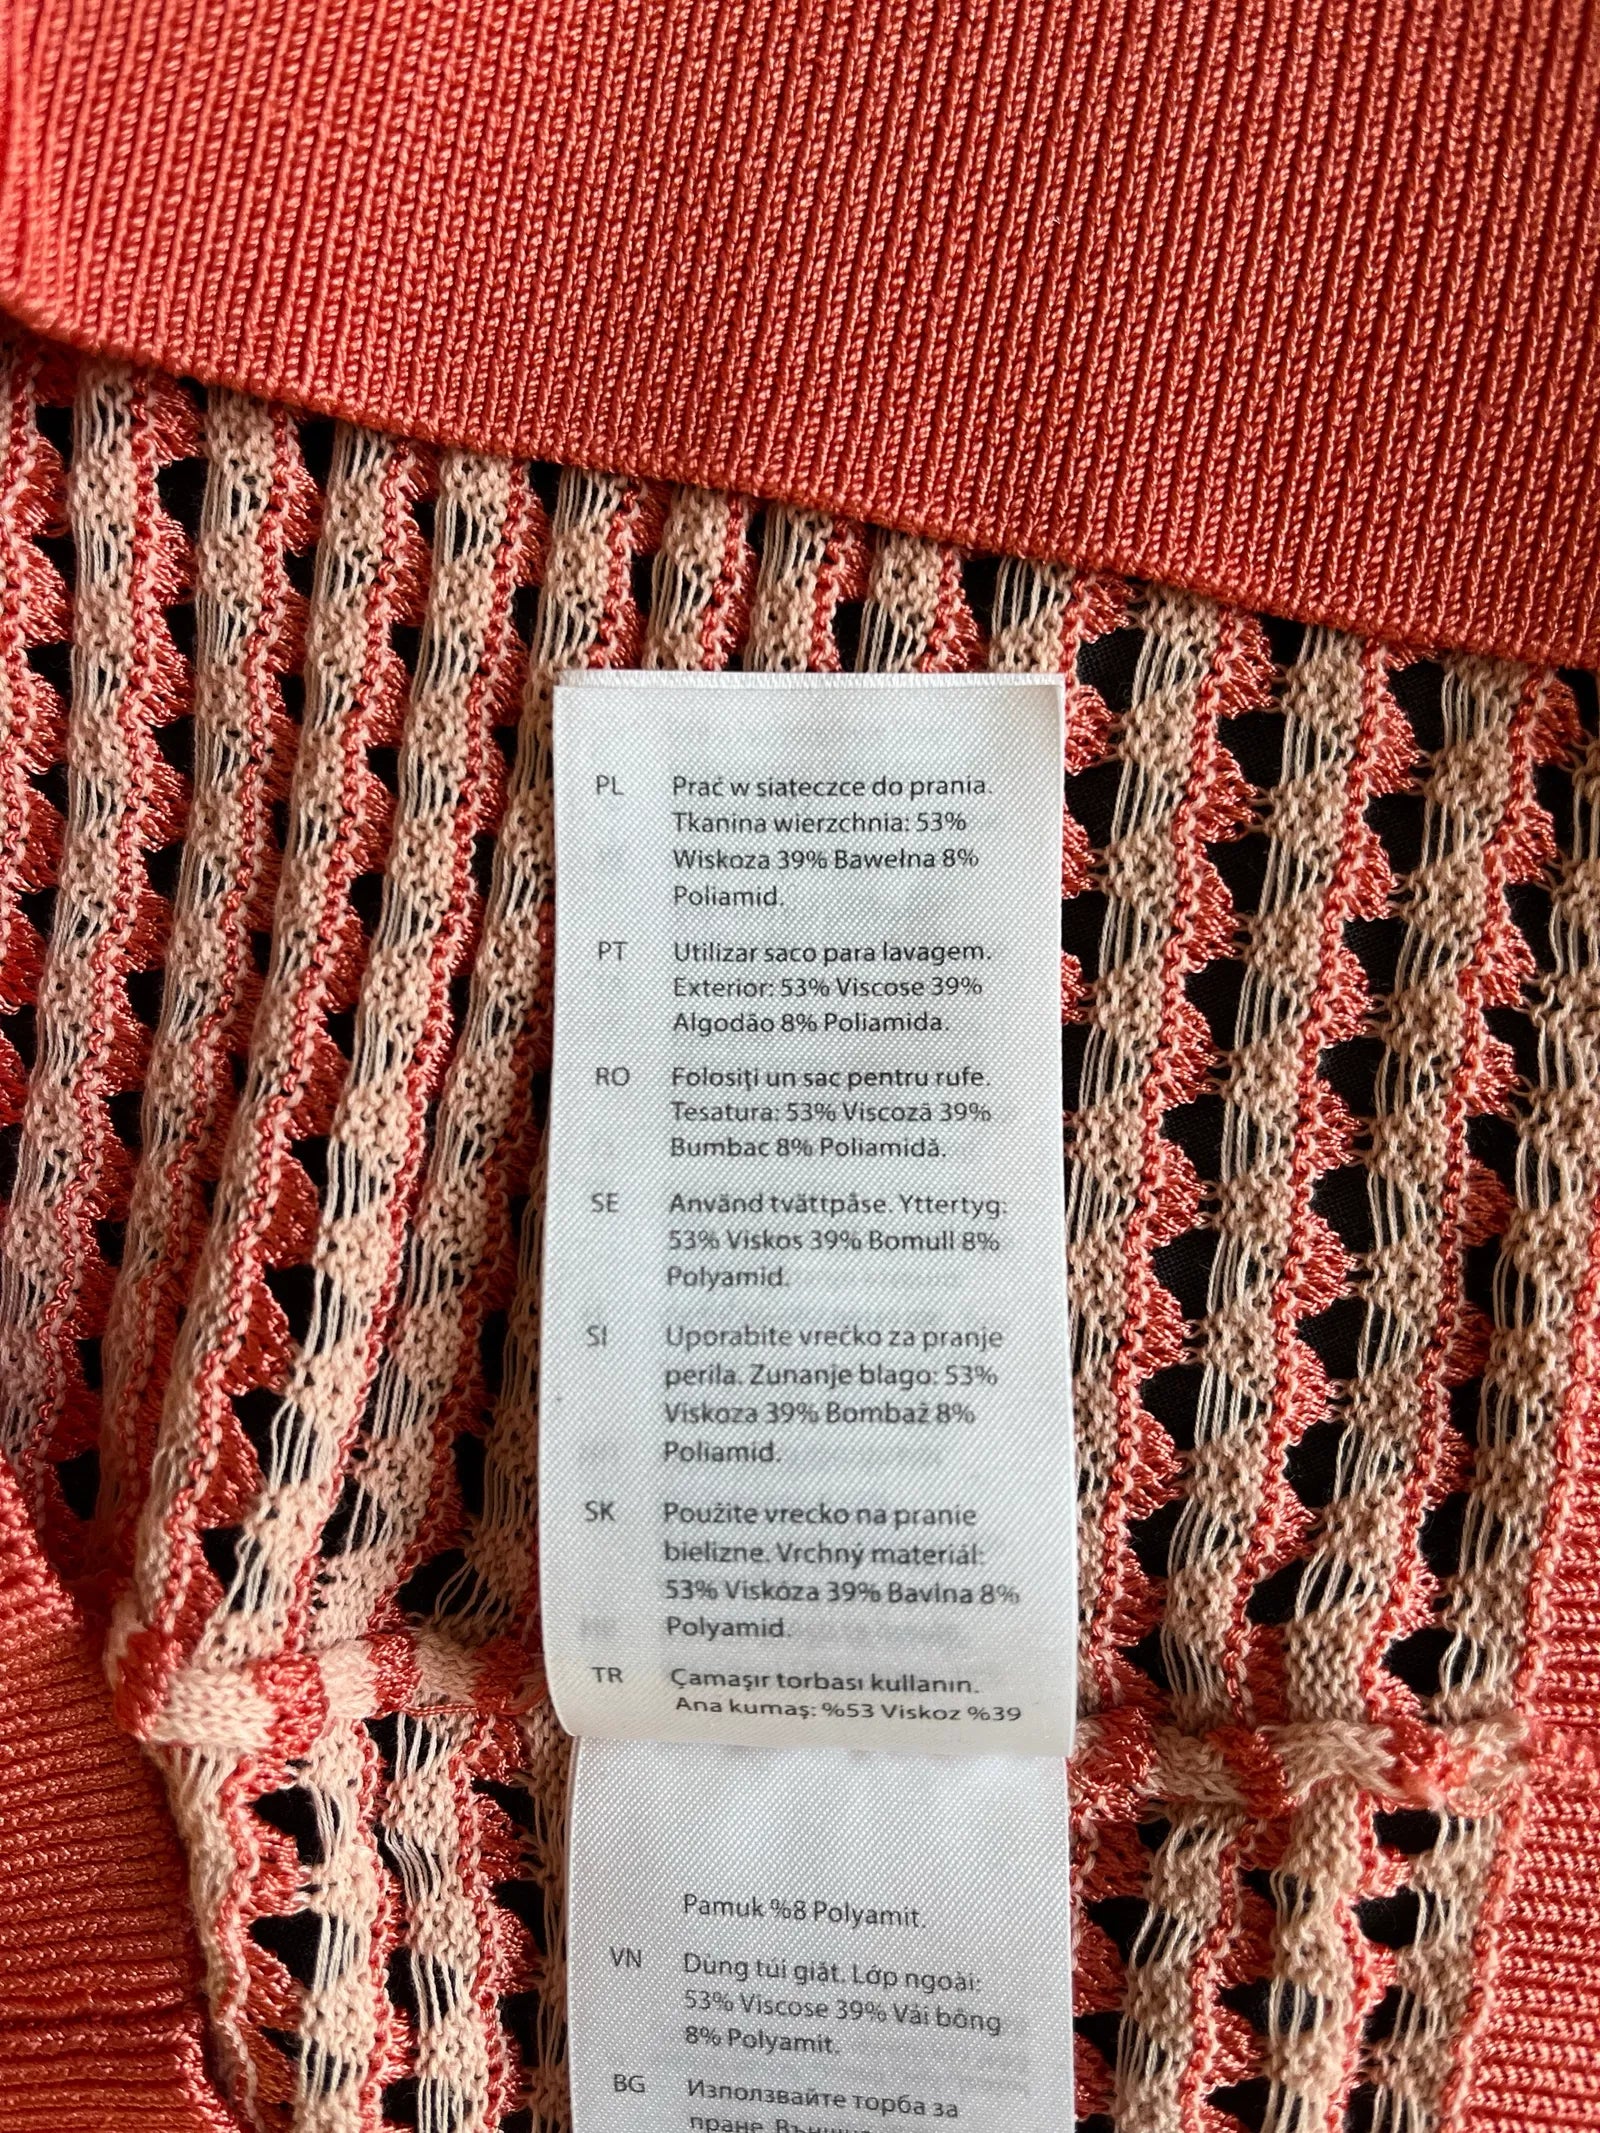 PL Prać w siateczce do prania.
Tkanina wierzchnia: 53%
Wiskoza 39% Bawełna 8%
Poliamid.
PT Utilizar saco para lavagem.
Exterior: 53% Viscose 39%
Algodão 8% Poliamida.
RO Folosiţi un sac pentru rufe.
Tesatura: 53% Viscoză 39%
Bumbac 8% Poliamidă.
SE Använd tvättpåse. Yttertyg:
53% Viskos 39% Bomull 8%
Polyamid.
SI Uporabite vrečko za pranje
perila. Zunanje blago: 53%
Viskoza 39% Bombaž 8%
Poliamid.
SK Použite vrecko na pranie
bielizne. Vrchný materiál:
53% Viskóza 39% Bavlna 8%
Polyamid.
TR Çamaşır torbası kullanın.
Ana kumaş: %53 Viskoz %39
Pamuk %8 Polyamit.
VN Dùng túi giặt. Lớp ngoài:
53% Viscose 39% Vải bông
8% Polyamit.
BG Използвайте торба за
пране.